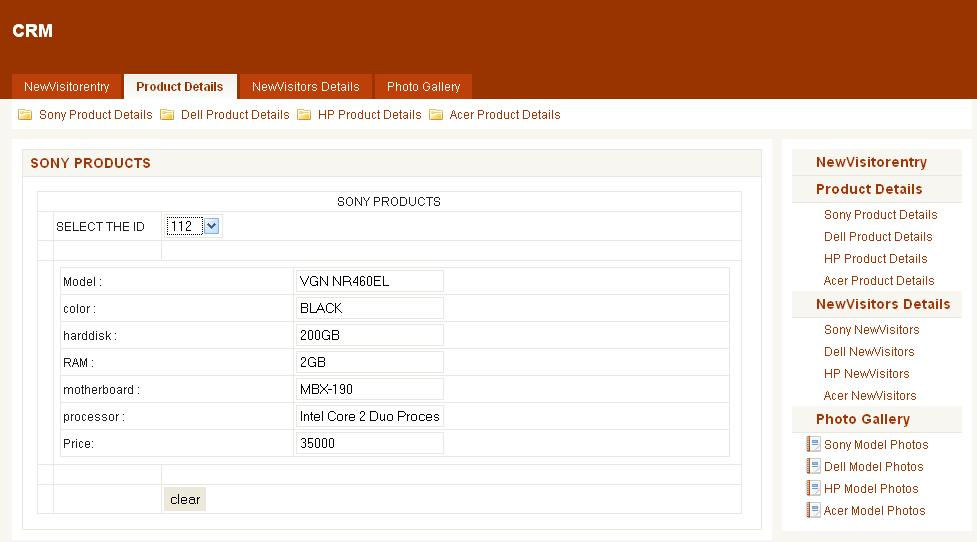 CRM
NewVisitorentry Product Details NewVisitors Details Photo Gallery
Sony Product Details Dell Product Details HP Product Details Acer Product Details
SONY PRODUCTS
SONY PRODUCTS
SELECT THE ID 112
Model : VGN NR460EL
color : BLACK
harddisk : 200GB
RAM : 2GB
motherboard : MBX-190
processor : Intel Core 2 Duo Proces
Price: 35000
clear
NewVisitorentry
Product Details
Sony Product Details
Dell Product Details
HP Product Details
Acer Product Details
NewVisitors Details
Sony NewVisitors
Dell NewVisitors
HP NewVisitors
Acer NewVisitors
Photo Gallery
Sony Model Photos
Dell Model Photos
HP Model Photos
Acer Model Photos